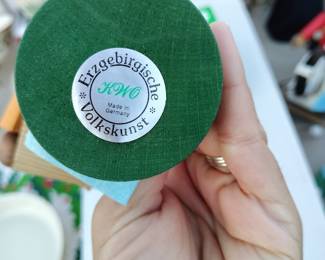 Erzgebirgische
KWO
Made in
Germany
Volkskunst